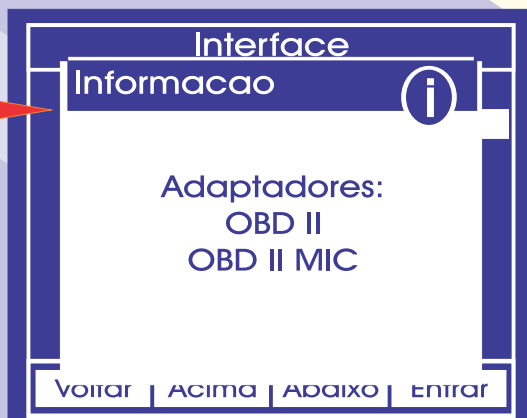 Interface
Informacao
i
Adaptadores:
OBD II
OBD II MIC
Voltar | Acima | Abaixo | Entrar